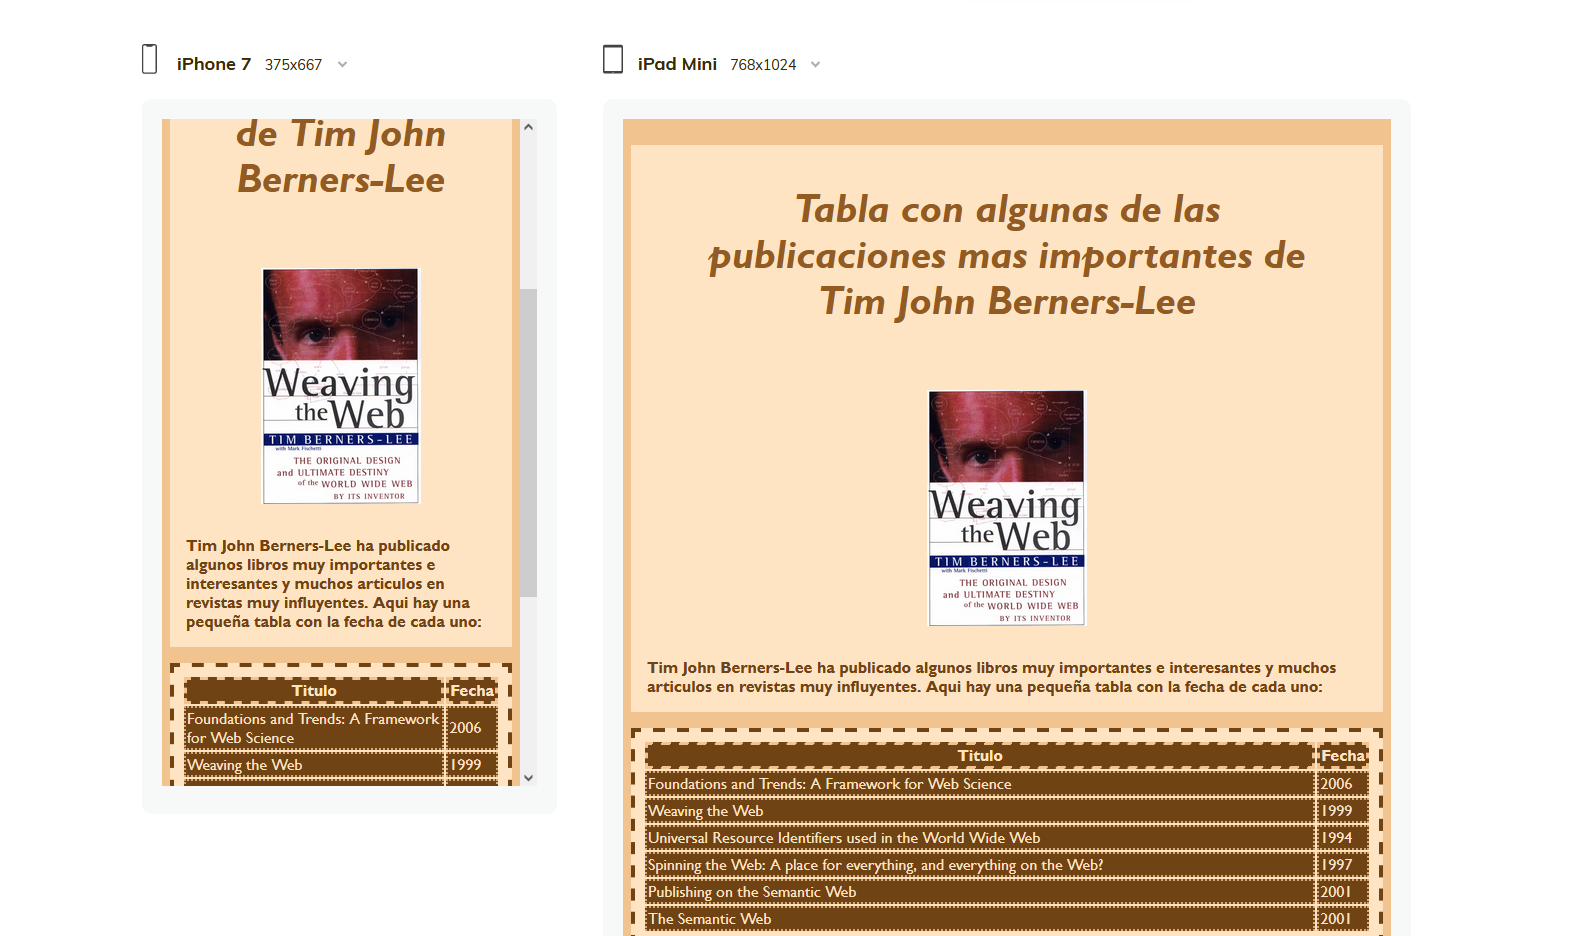 iPhone 7 375x667
de Tim John
Berners-Lee
Weaving
the Web
TIM BERNERS-LEE
with Mark Fischetti
THE ORIGINAL DESIGN
and ULTIMATE DESTINY
of the WORLD WIDE WEB
BY ITS INVENTOR
Tim John Berners-Lee ha publicado
algunos libros muy importantes e
interesantes y muchos articulos en
revistas muy influyentes. Aqui hay una
pequeña tabla con la fecha de cada uno:
Titulo Fecha
Foundations and Trends: A Framework
for Web Science 2006
Weaving the Web 1999
iPad Mini 768x1024
Tabla con algunas de las
publicaciones mas importantes de
Tim John Berners-Lee
Weaving
the Web
TIM BERNERS-LEE
with Mark Fischetti
THE ORIGINAL DESIGN
and ULTIMATE DESTINY
of the WORLD WIDE WEB
BY ITS INVENTOR
Tim John Berners-Lee ha publicado algunos libros muy importantes e interesantes y muchos
articulos en revistas muy influyentes. Aqui hay una pequeña tabla con la fecha de cada uno:
Titulo Fecha
Foundations and Trends: A Framework for Web Science 2006
Weaving the Web 1999
Universal Resource Identifiers used in the World Wide Web 1994
Spinning the Web: A place for everything, and everything on the Web? 1997
Publishing on the Semantic Web 2001
The Semantic Web 2001